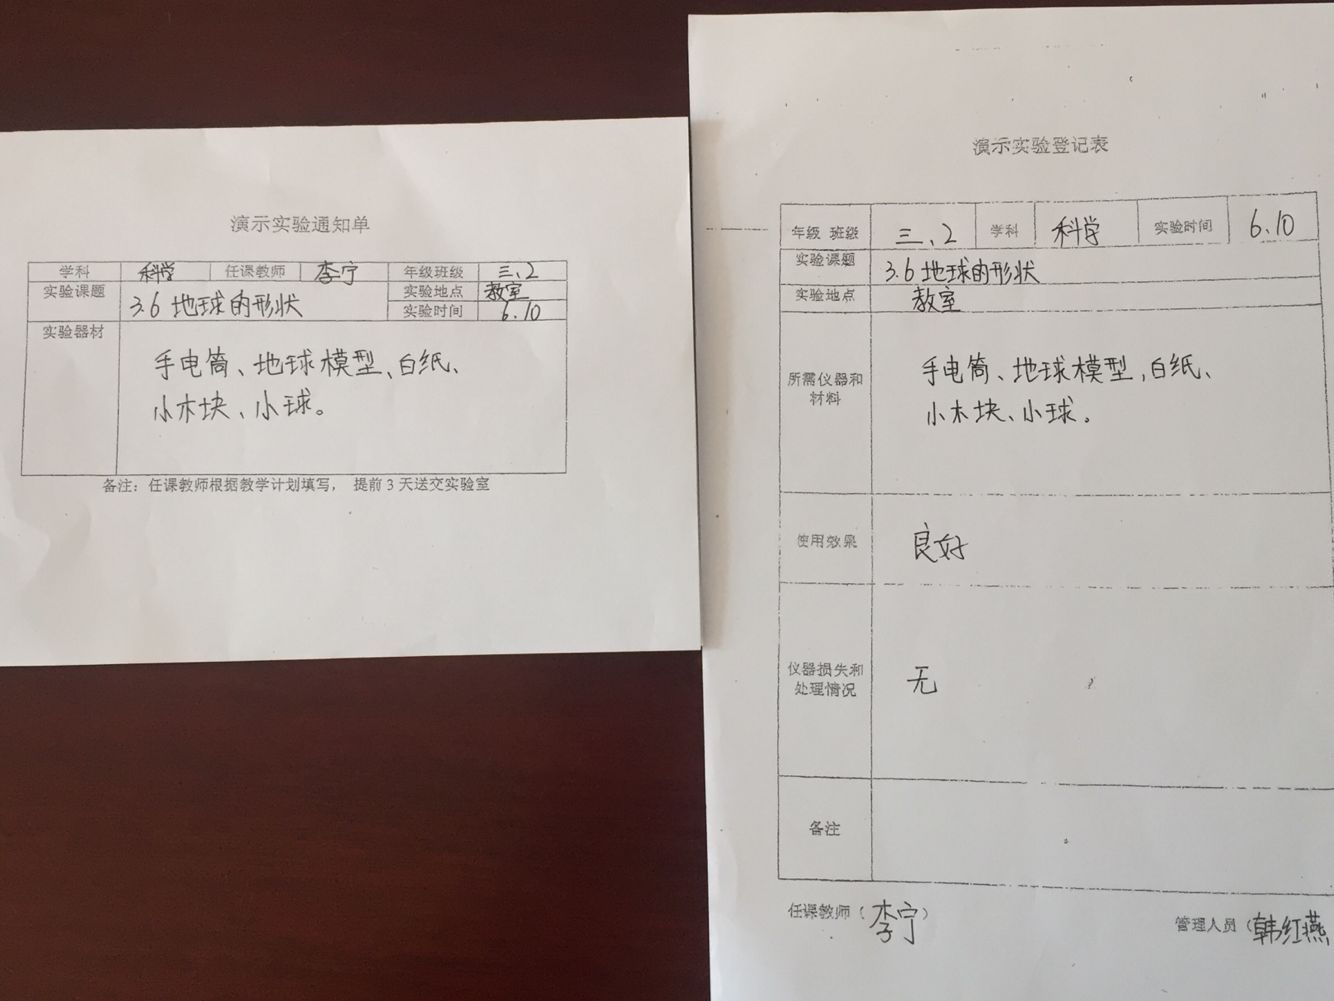 演示实验通知单
学科 科学 任课教师 李宁 年级班级 三、2
实验课题 3.6 地球的形状 实验地点 教室
实验时间 6.10
实验器材
手电筒、地球模型、白纸、
小木块、小球。
备注：任课教师根据教学计划填写， 提前3天送交实验室
演示实验登记表
年级 班级 三、2 学科 科学 实验时间 6.10
实验课题 3.6 地球的形状
实验地点 教室
所需仪器和
材料
手电筒、地球模型,白纸、
小木块、小球。
使用效果 良好
仪器损失和
处理情况
无
备注
任课教师（李宁） 管理人员（韩红燕